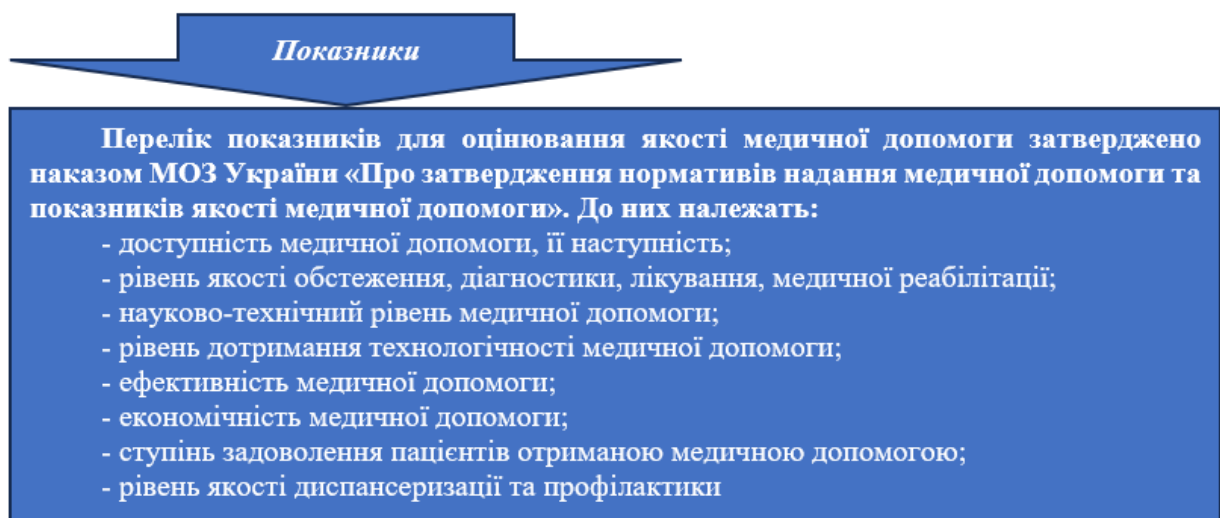 Показники
Перелік показників для оцінювання якості медичної допомоги затверджено
наказом МОЗ України «Про затвердження нормативів надання медичної допомоги та
показників якості медичної допомоги». До них належать:
- доступність медичної допомоги, її наступність;
- рівень якості обстеження, діагностики, лікування, медичної реабілітації;
- науково-технічний рівень медичної допомоги;
- рівень дотримання технологічності медичної допомоги;
- ефективність медичної допомоги;
- економічність медичної допомоги;
- ступінь задоволення пацієнтів отриманою медичною допомогою;
- рівень якості диспансеризації та профілактики